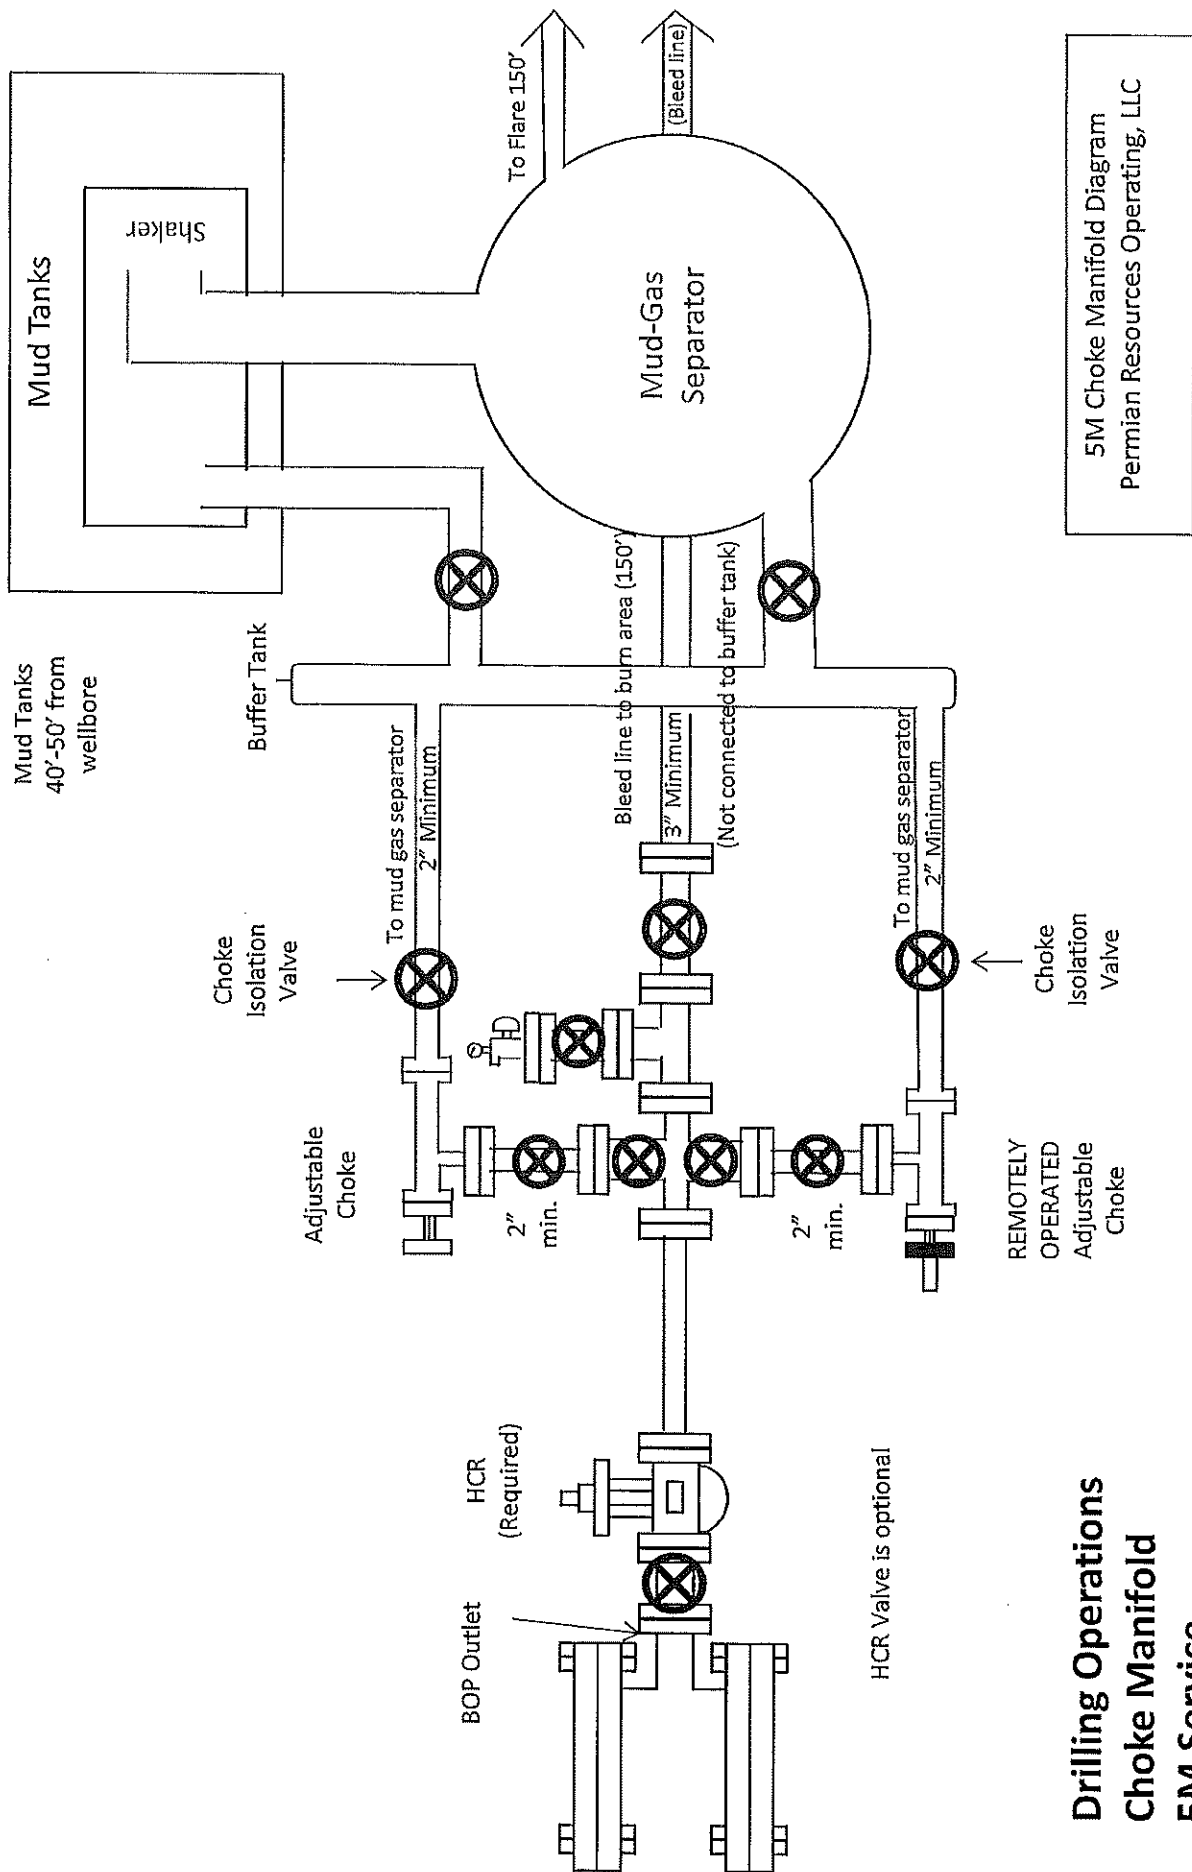 Mud Tanks
40'-50' from
wellbore
Mud Tanks
Shaker
Buffer Tank
To Flare 150'
(Bleed line)
Mud-Gas
Separator
Choke
Isolation
Valve
To mud gas separator
2" Minimum
Bleed line to burn area (150')
3" Minimum
(Not connected to buffer tank)
To mud gas separator
2" Minimum
Choke
Isolation
Valve
Adjustable
Choke
2"
min.
2"
min.
REMOTELY
OPERATED
Adjustable
Choke
HCR
(Required)
BOP Outlet
HCR Valve is optional
Drilling Operations
Choke Manifold
5M Service
5M Choke Manifold Diagram
Permian Resources Operating, LLC